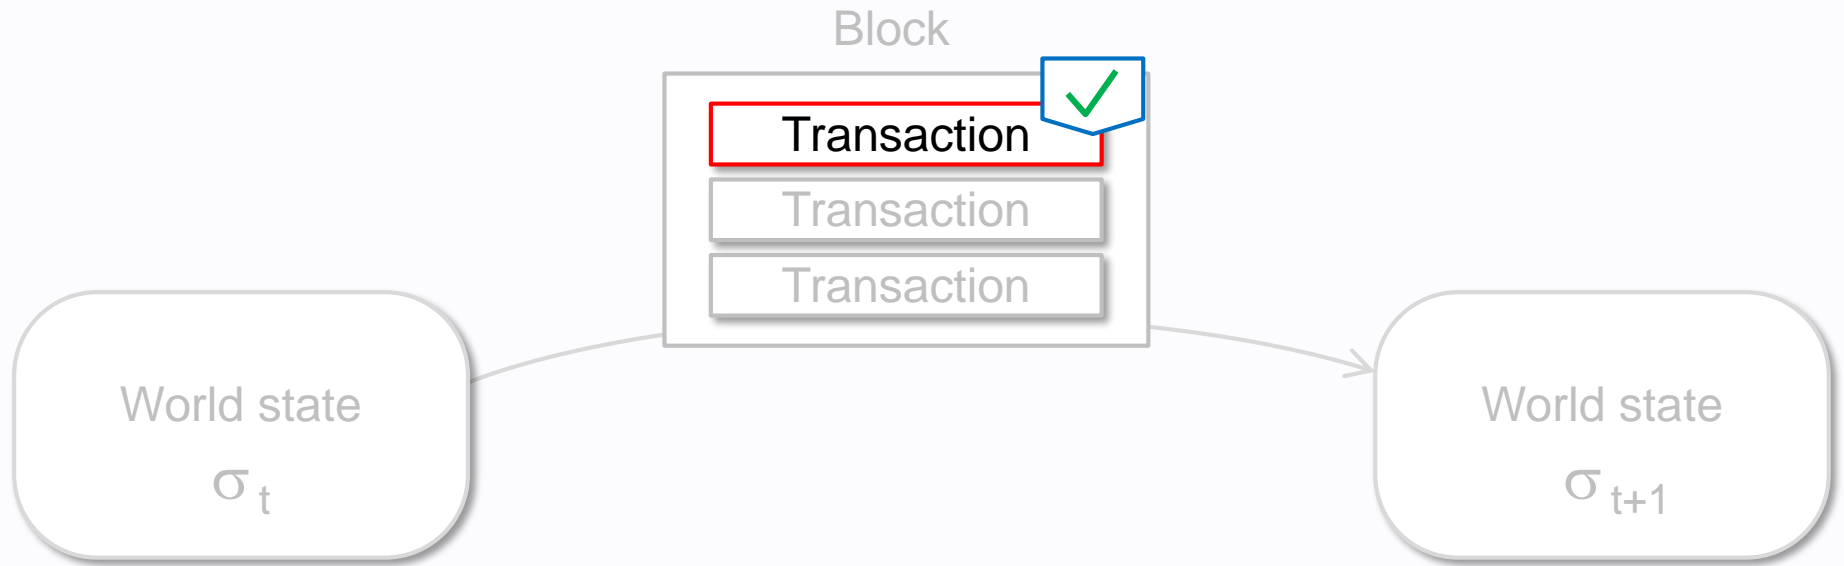 Block
Transaction
Transaction
Transaction
World state
σ t
World state
σ t+1